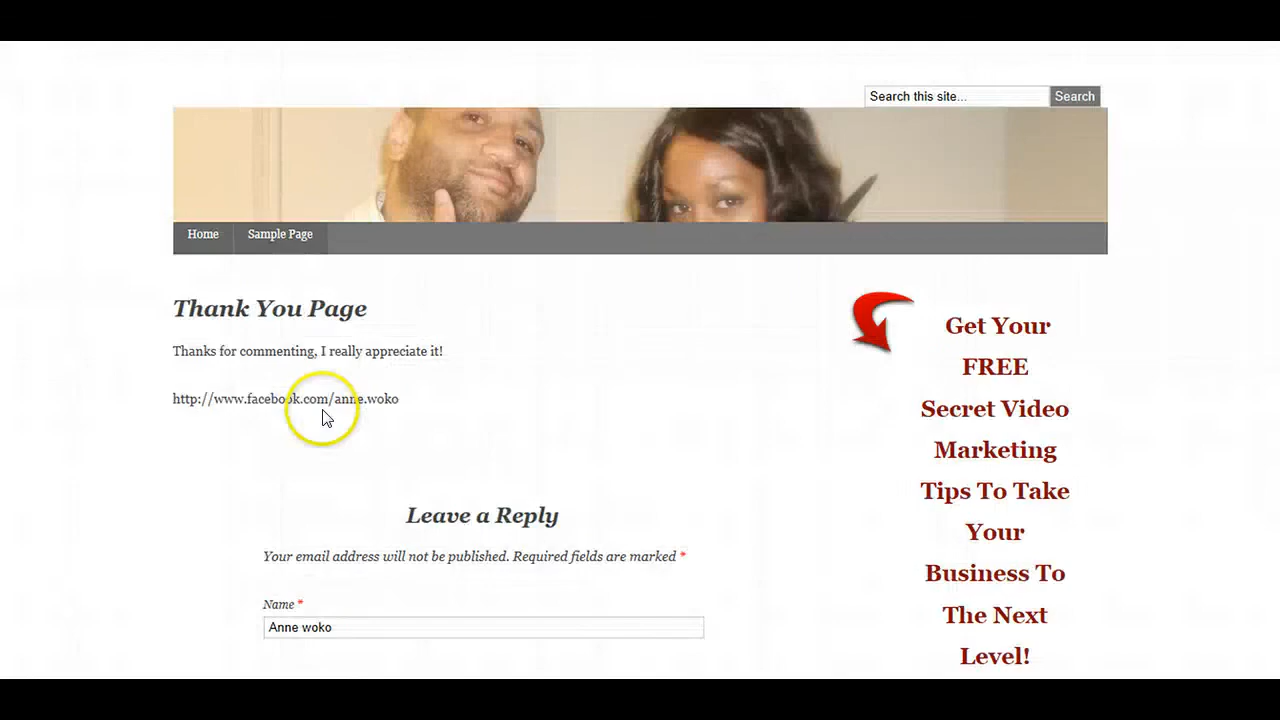 Search this site...
Search
Home
Sample Page
Thank You Page
Thanks for commenting, I really appreciate it!
http://www.facebook.com/anne.woko
Leave a Reply
Your email address will not be published. Required fields are marked *
Name *
Anne woko
Get Your
FREE
Secret Video
Marketing
Tips To Take
Your
Business To
The Next
Level!